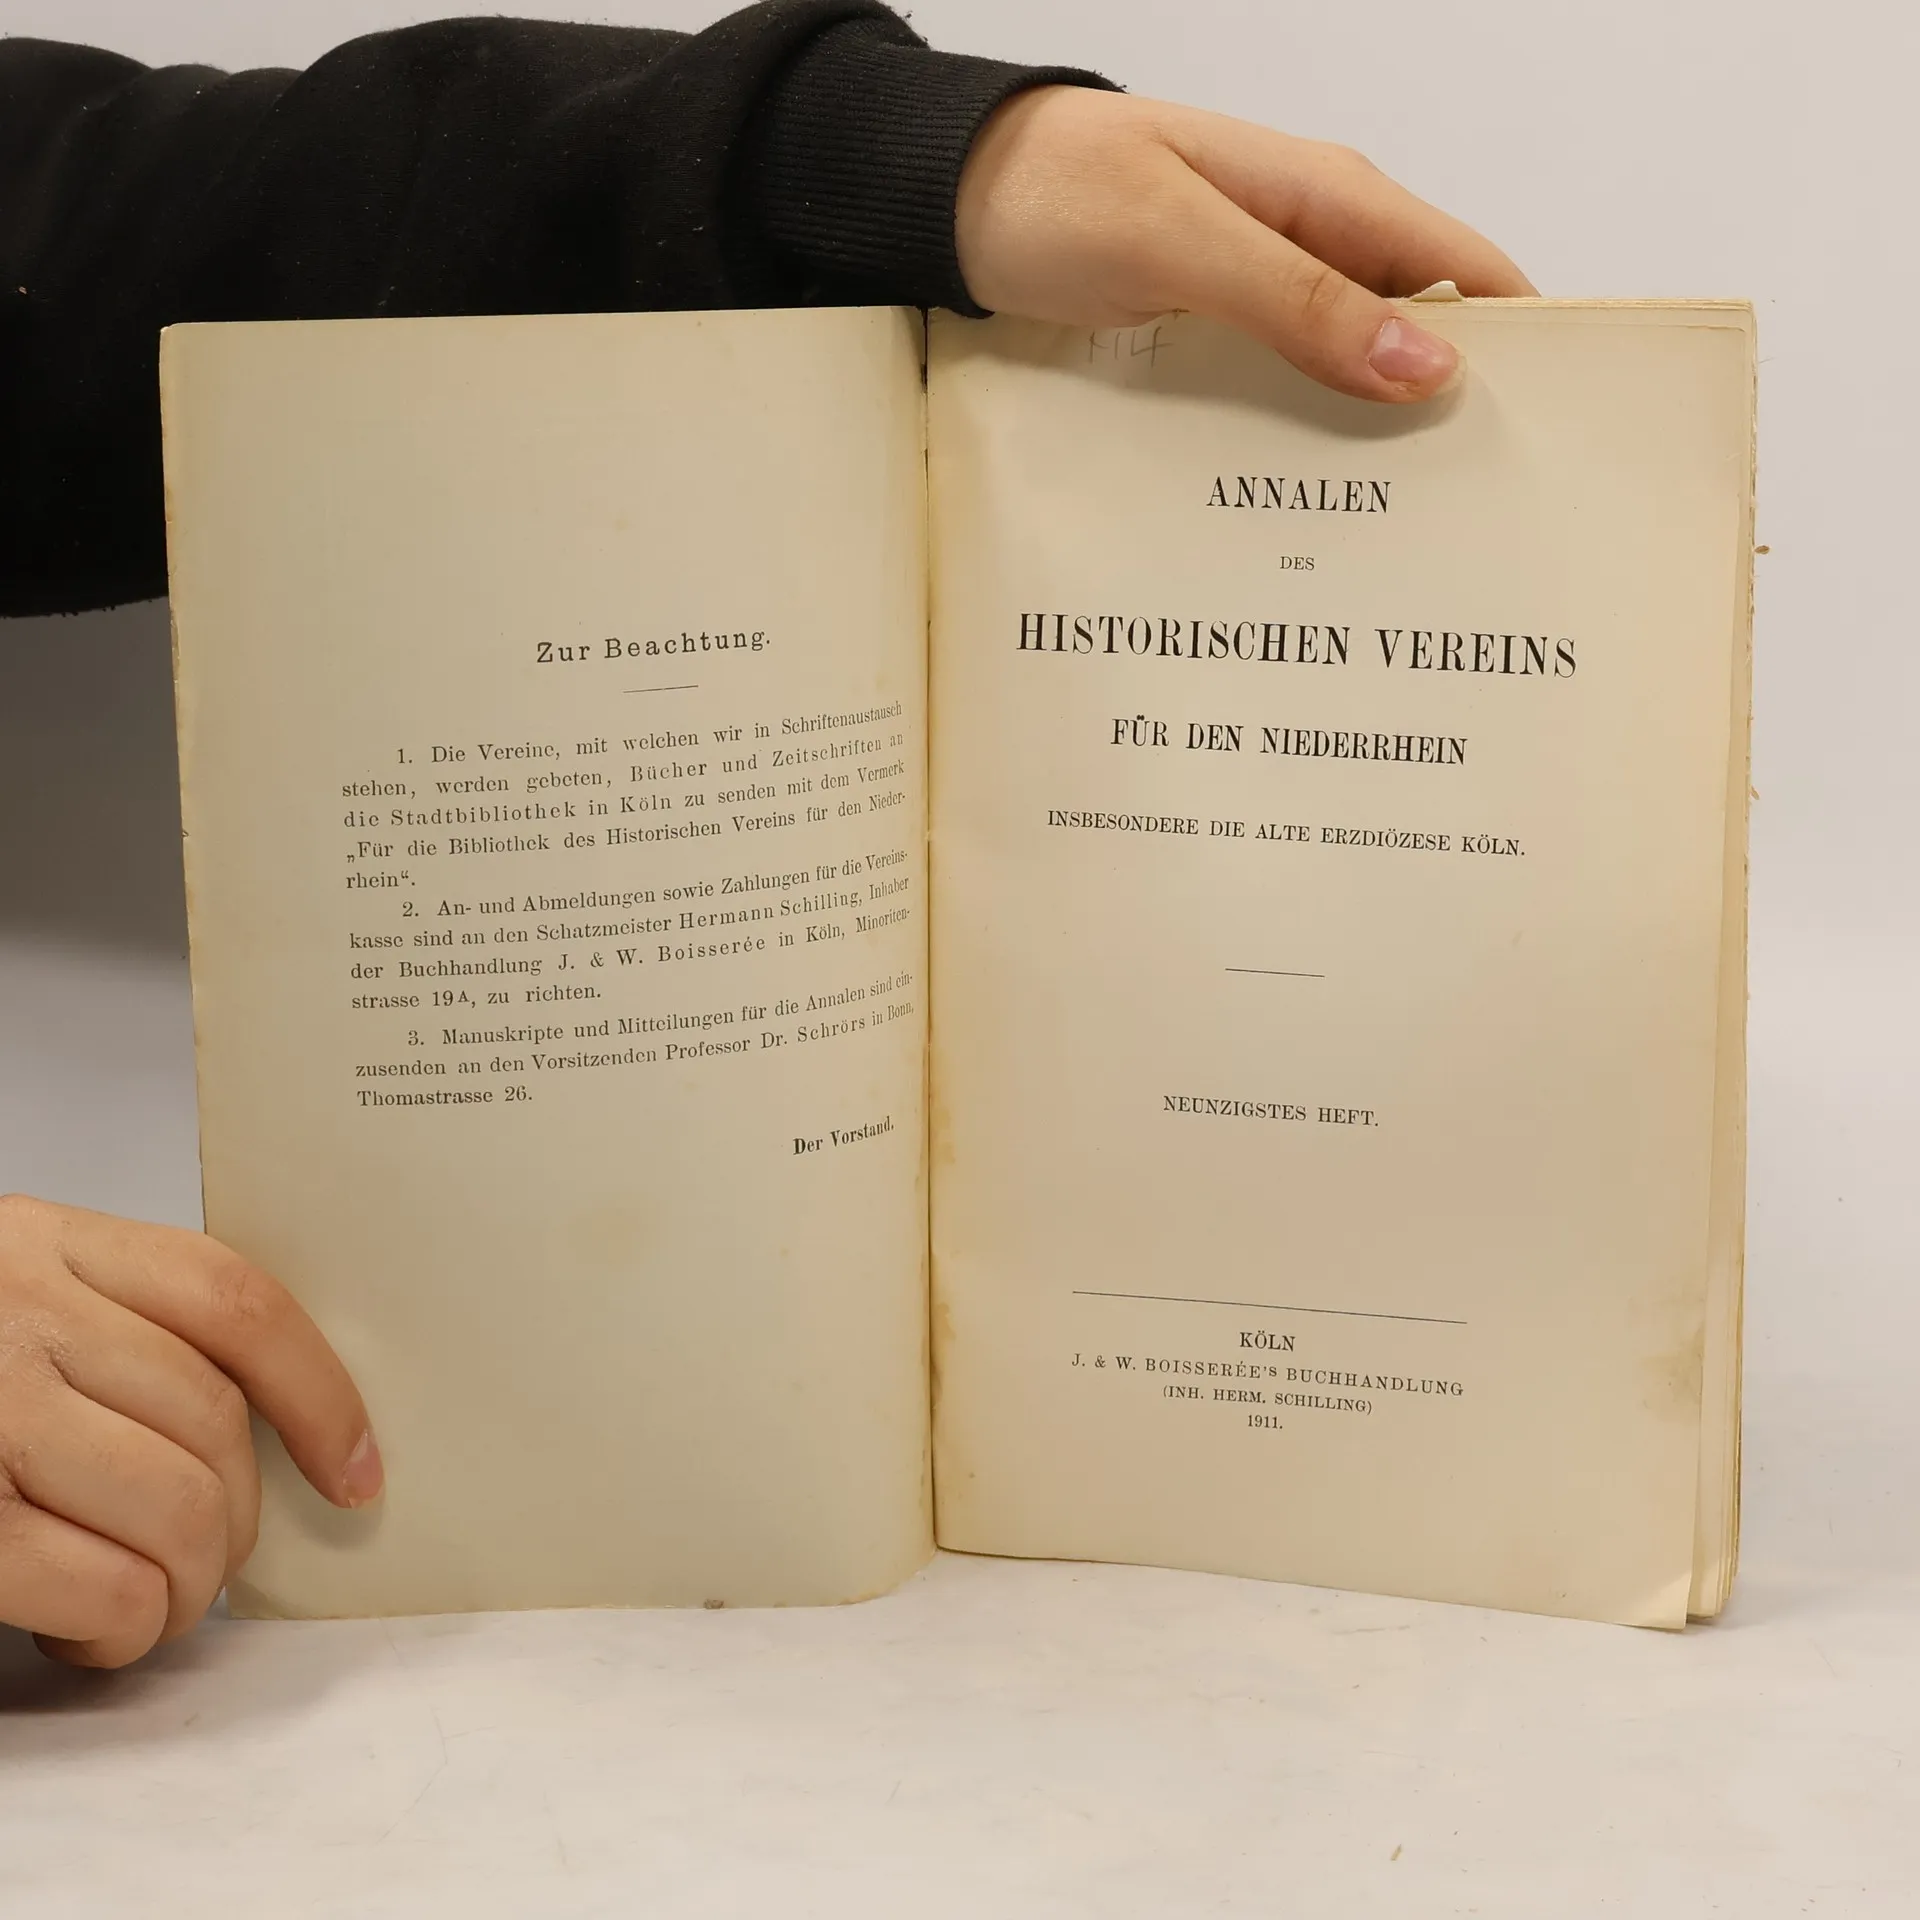 Zur Beachtung.
1. Die Vereine, mit welchen wir in Schriftenaustausch
stehen, werden gebeten, Bücher und Zeitschriften an
die Stadtbibliothek in Köln zu senden mit dem Vermerk
„Für die Bibliothek des Historischen Vereins für den Nieder-
rhein“.
2. An- und Abmeldungen sowie Zahlungen für die Vereins-
kasse sind an den Schatzmeister Hermann Schilling, Inhaber
der Buchhandlung J. & W. Boisserée in Köln, Minoriten-
strasse 19A, zu richten.
3. Manuskripte und Mitteilungen für die Annalen sind ein-
zusenden an den Vorsitzenden Professor Dr. Schrörs in Bonn,
Thomastrasse 26.
Der Vorstand.
ANNALEN
DES
HISTORISCHEN VEREINS
FÜR DEN NIEDERRHEIN
INSBESONDERE DIE ALTE ERZDIÖZESE KÖLN.
NEUNZIGSTES HEFT.
KÖLN
J. & W. BOISSERÉE'S BUCHHANDLUNG
(INH. HERM. SCHILLING)
1911.